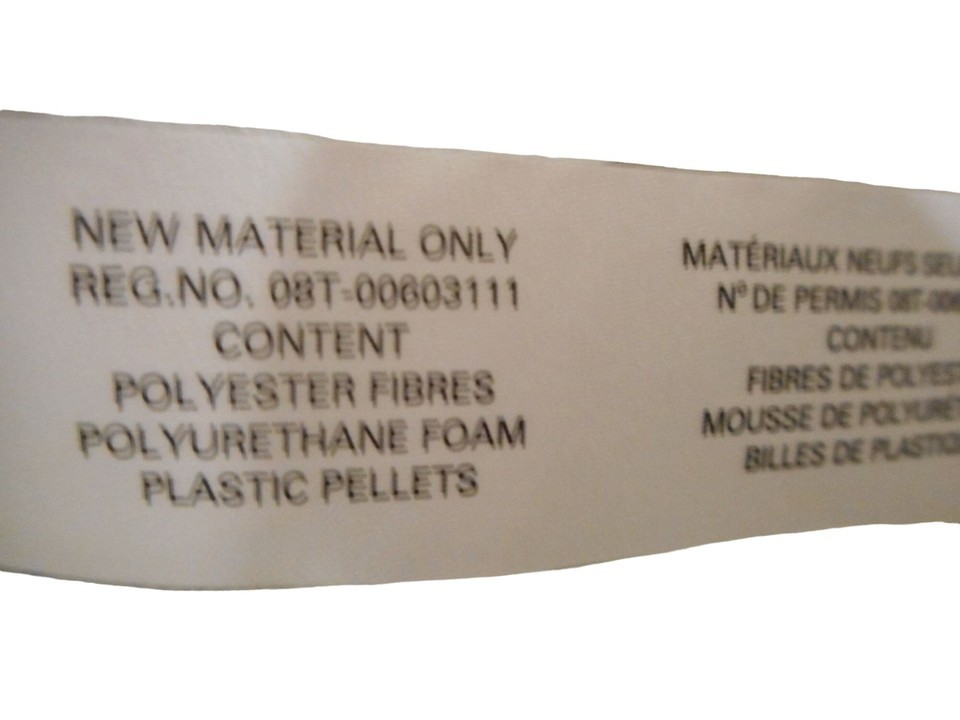 NEW MATERIAL ONLY
REG.NO. 08T-00603111
CONTENT
POLYESTER FIBRES
POLYURETHANE FOAM
PLASTIC PELLETS
MATÉRIAUX NEUFS
Nº DE PERMIS
CONTENU
FIBRES DE
MOUSSE DE
BILLES DE